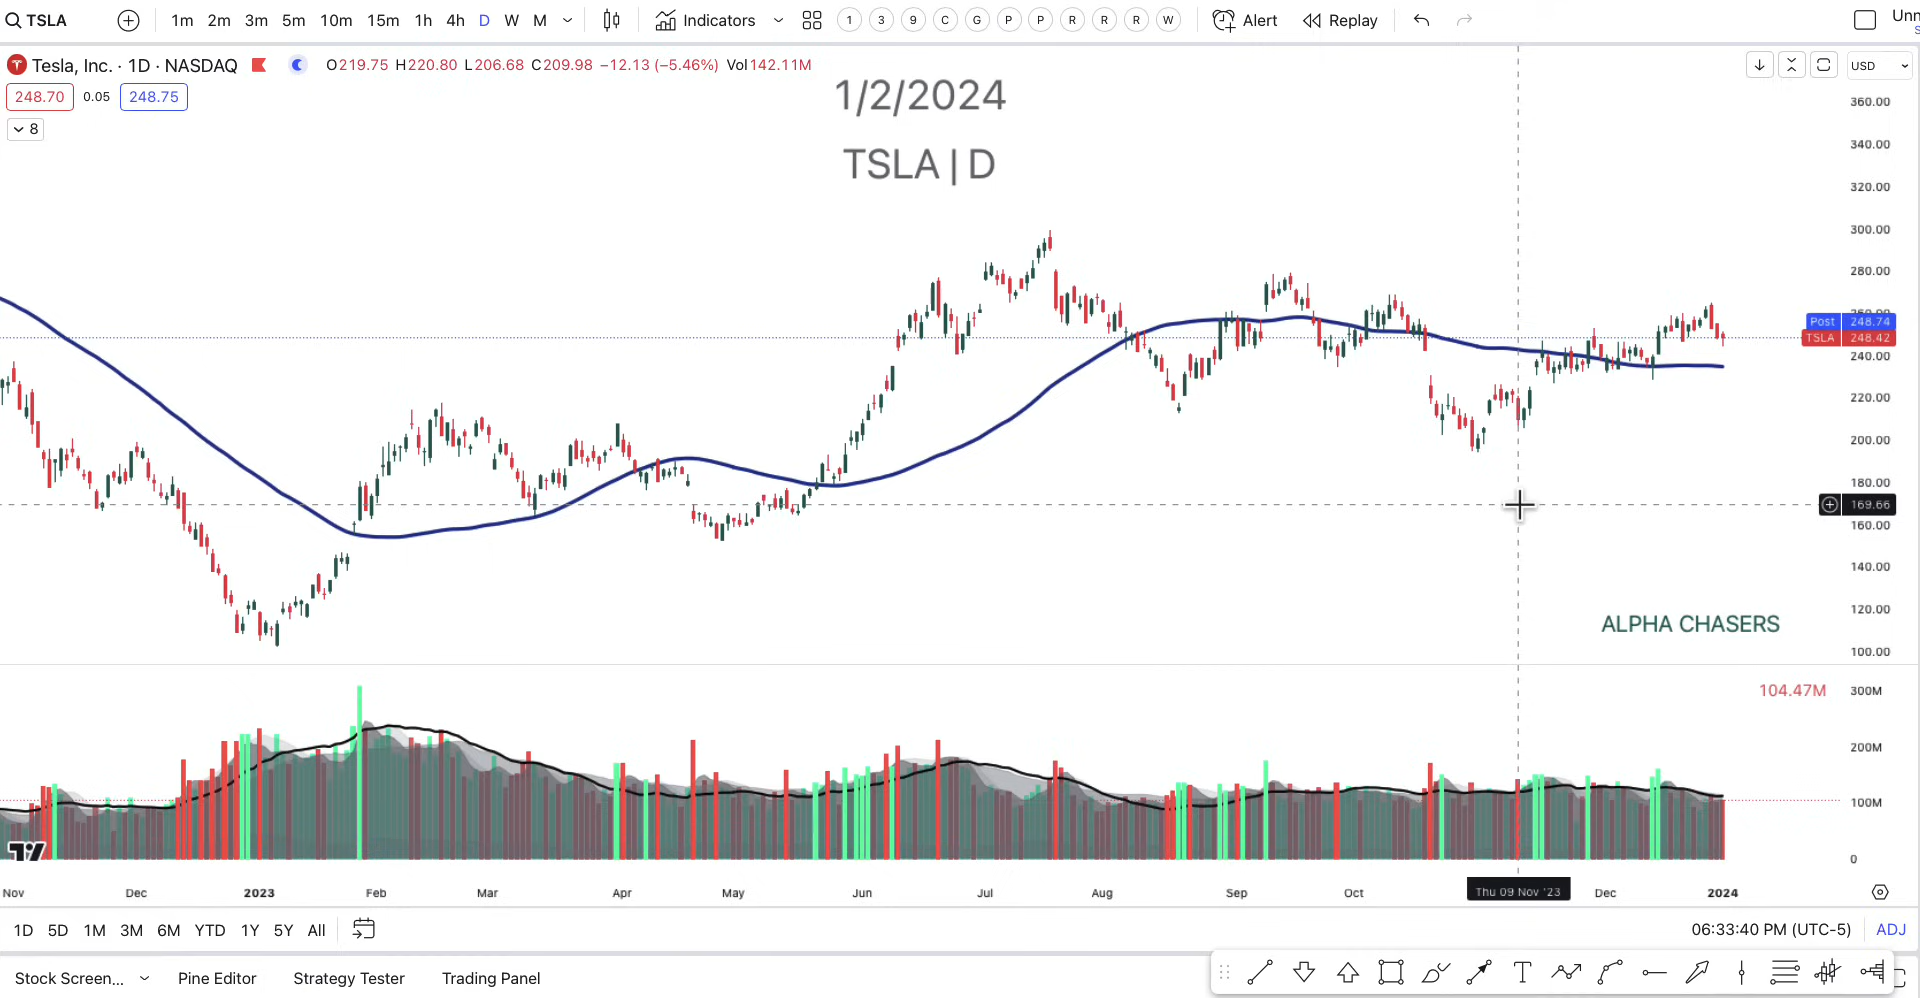 TSLA 1m 2m 3m 5m 10m 15m 1h 4h D W M Indicators 1 3 9 C G P P R R R W Alert Replay Unn
Tesla, Inc. · 1D · NASDAQ O219.75 H220.80 L206.68 C209.98 −12.13 (−5.46%) Vol142.11M USD
248.70 0.05 248.75
8
1/2/2024
TSLA | D
360.00
340.00
320.00
300.00
280.00
260.00
Post 248.74
TSLA 248.42
240.00
220.00
200.00
180.00
169.66
160.00
140.00
120.00
ALPHA CHASERS
100.00
104.47M
300M
200M
100M
0
Nov Dec 2023 Feb Mar Apr May Jun Jul Aug Sep Oct Thu 09 Nov '23 Dec 2024
1D 5D 1M 3M 6M YTD 1Y 5Y All 06:33:40 PM (UTC-5) ADJ
Stock Screen... Pine Editor Strategy Tester Trading Panel